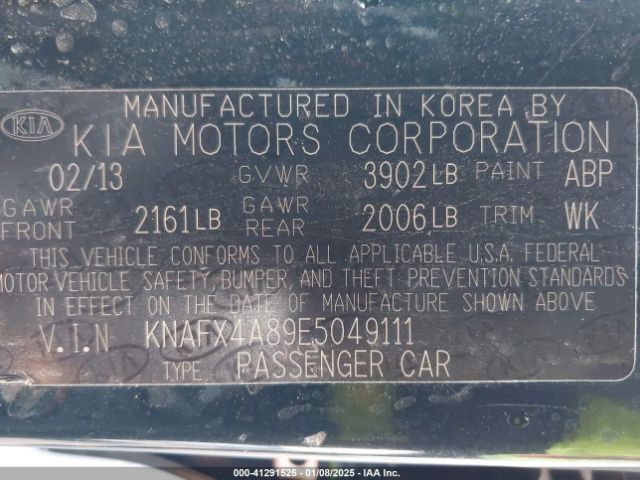 MANUFACTURED IN KOREA BY
KIA KIA MOTORS CORPORATION
02/13 GVWR 3902LB PAINT ABP
GAWR FRONT 2161LB GAWR REAR 2006LB TRIM WK
THIS VEHICLE CONFORMS TO ALL APPLICABLE U.S.A. FEDERAL
MOTOR VEHICLE SAFETY, BUMPER, AND THEFT PREVENTION STANDARDS
IN EFFECT ON THE DATE OF MANUFACTURE SHOWN ABOVE
V.I.N KNAFX4A89E5049111
TYPE PASSENGER CAR
000-41291525 - 01/08/2025 - IAA Inc.